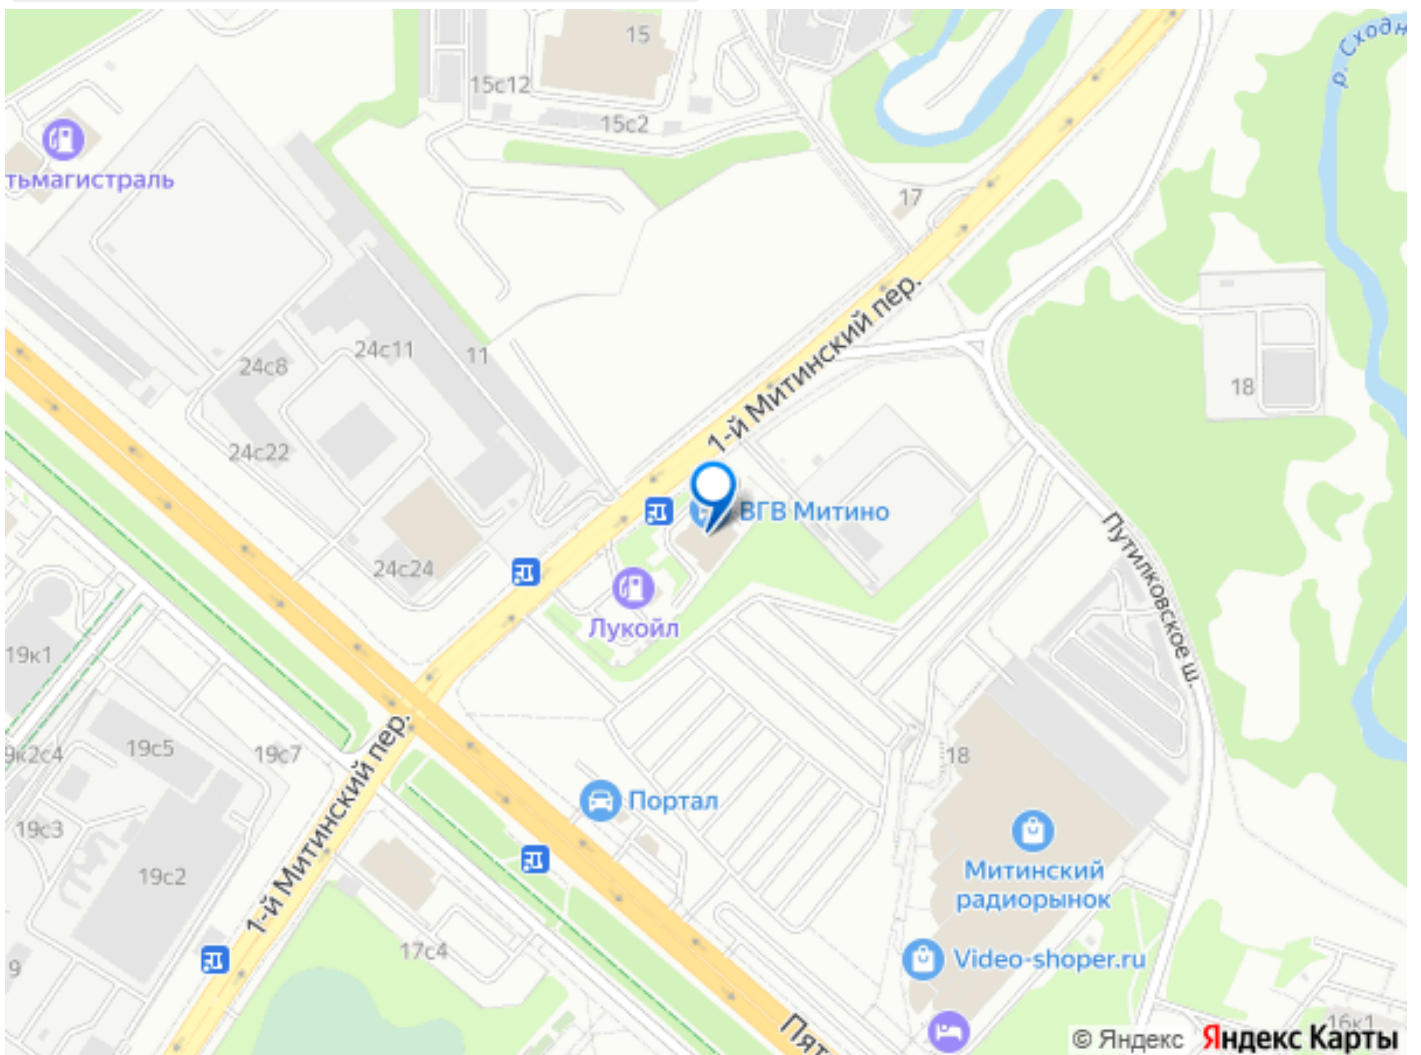 15
р. Сходн
15с12
15с2
тьмагистраль
17
1-й Митинский пер.
24с8
24с11
11
18
24с22
ВГВ Митино
24с24
Лукойл
Путилковское ш.
19к1
1-й Митинский пер.
9к2с4
19с5
19с7
18
Портал
19с3
Митинский
радиорынок
19с2
17с4
Video-shoper.ru
9
Пят
16к1
© Яндекс Яндекс Карты